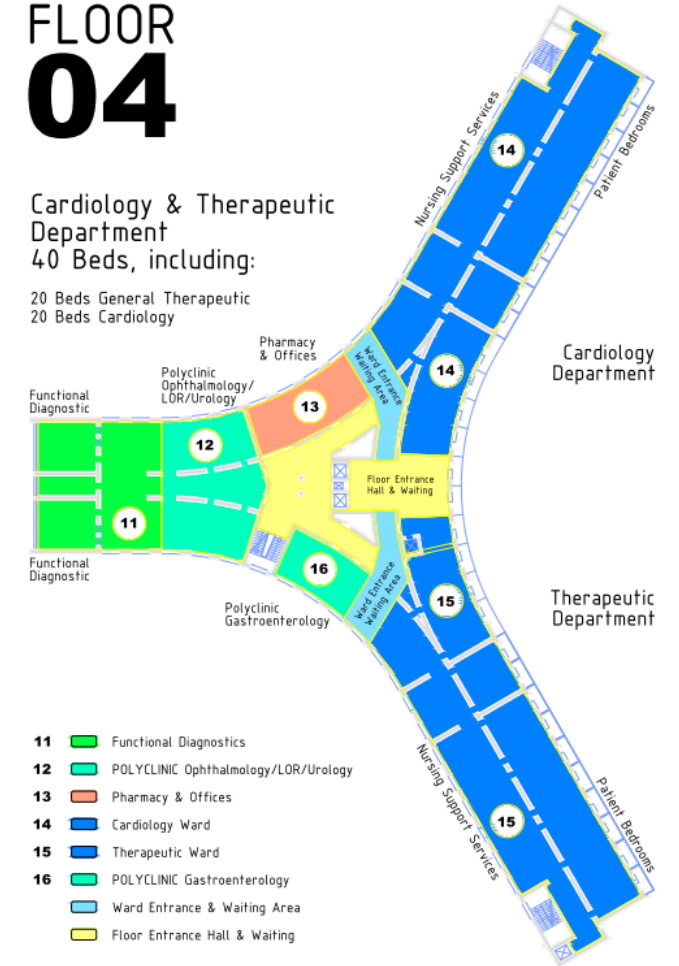 FLOOR
04
Cardiology & Therapeutic
Department
40 Beds, including:
20 Beds General Therapeutic
20 Beds Cardiology
Nursing Support Services
14
Patient Bedrooms
Pharmacy
& Offices
Ward Entrance
Waiting Area
Cardiology
Department
Polyclinic
Ophthalmology/
LOR/Urology
14
Functional
Diagnostic
13
12
Floor Entrance
Hall & Waiting
11
Functional
Diagnostic
16
Ward Entrance
Waiting Area
15
Therapeutic
Department
Polyclinic
Gastroenterology
Nursing Support Services
15
Patient Bedrooms
11 Functional Diagnostics
12 POLYCLINIC Ophthalmology/LOR/Urology
13 Pharmacy & Offices
14 Cardiology Ward
15 Therapeutic Ward
16 POLYCLINIC Gastroenterology
Ward Entrance & Waiting Area
Floor Entrance Hall & Waiting